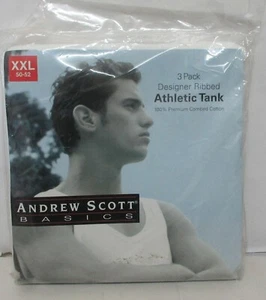 XXL
50-52
3 Pack
Designer Ribbed
Athletic Tank
100% Premium Combed Cotton
ANDREW SCOTT®
BASICS